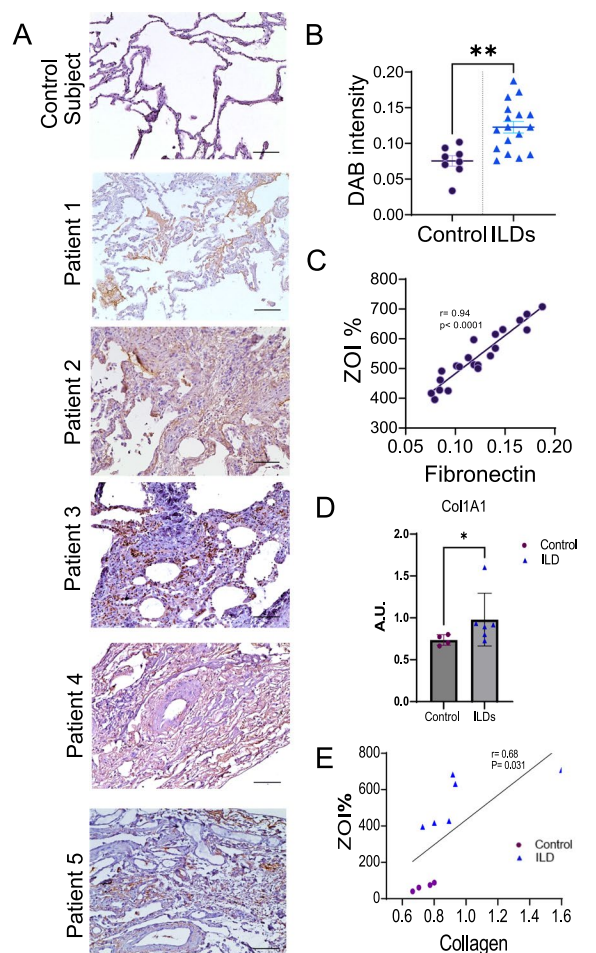 A
Control
Subject
Patient 1
Patient 2
Patient 3
Patient 4
Patient 5
B
**
DAB intensity
0.20
0.15
0.10
0.05
0.00
Control ILDs
C
ZOI %
800
700
600
500
400
300
r= 0.94
p< 0.0001
0.05 0.10 0.15 0.20
Fibronectin
D
Col1A1
*
Control
ILD
A.U.
2.0
1.5
1.0
0.5
0.0
Control ILDs
E
ZOI%
800
600
400
200
0
r= 0.68
P= 0.031
Control
ILD
0.6 0.8 1.0 1.2 1.4 1.6
Collagen